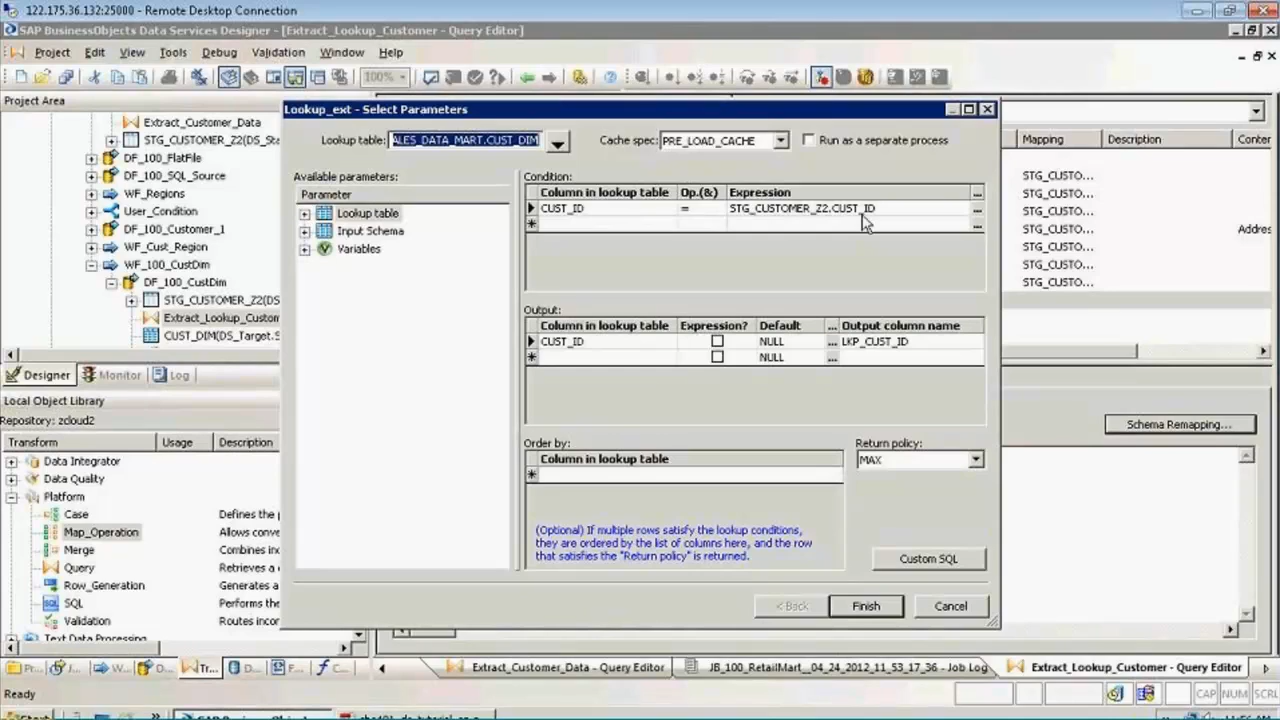 122.175.36.132:29105 - Remote Desktop Connection
SAP BusinessObjects Data Services Designer - [Extract_Lookup_Customer - Query Editor]
Project Edit View Tools Debug Validation Window Help
100%
Project Area
Extract_Customer_Data
STG_CUSTOMER_Z2(DS_Sta
DF_100_FlatFile
DF_100_SQL_Source
WF_Regions
User_Condition
DF_100_Customer_1
WF_Cust_Region
WF_100_CustDim
DF_100_CustDim
STG_CUSTOMER_Z2(DS
Extract_Lookup_Custom
CUST_DIM(DS_Target.S
Designer Monitor Log
Local Object Library
Repository: zcloud2
Transform Usage Description
Data Integrator
Data Quality
Platform
Case Defines the
Map_Operation Allows conve
Merge Combines in
Query Retrieves a
Row_Generation Generates a
SQL Performs the
Validation Routes incor
Text Data Processing
Lookup_ext - Select Parameters
Lookup table: ALES_DATA_MART.CUST_DIM Cache spec: PRE_LOAD_CACHE Run as a separate process
Available parameters:
Parameter
Lookup table
Input Schema
Variables
Condition:
Column in lookup table Op.(&) Expression ...
CUST_ID = STG_CUSTOMER_Z2.CUST_ID ...
...
Output:
Column in lookup table Expression? Default ... Output column name
CUST_ID NULL ... LKP_CUST_ID
NULL ...
Order by:
Column in lookup table
Return policy:
MAX
(Optional) If multiple rows satisfy the lookup conditions,
they are ordered by the list of columns here, and the row
that satisfies the "Return policy" is returned.
Custom SQL
< Back Finish Cancel
Mapping Description Conter
STG_CUSTO...
STG_CUSTO...
STG_CUSTO...
STG_CUSTO... Addres
STG_CUSTO...
STG_CUSTO...
STG_CUSTO...
Schema Remapping...
Pr... J... W... D... Tr... D... F... C...
Extract_Customer_Data - Query Editor JB_100_RetailMart__04_24_2012_11_53_17_36 - Job Log Extract_Lookup_Customer - Query Editor
Ready CAP NUM SCRL